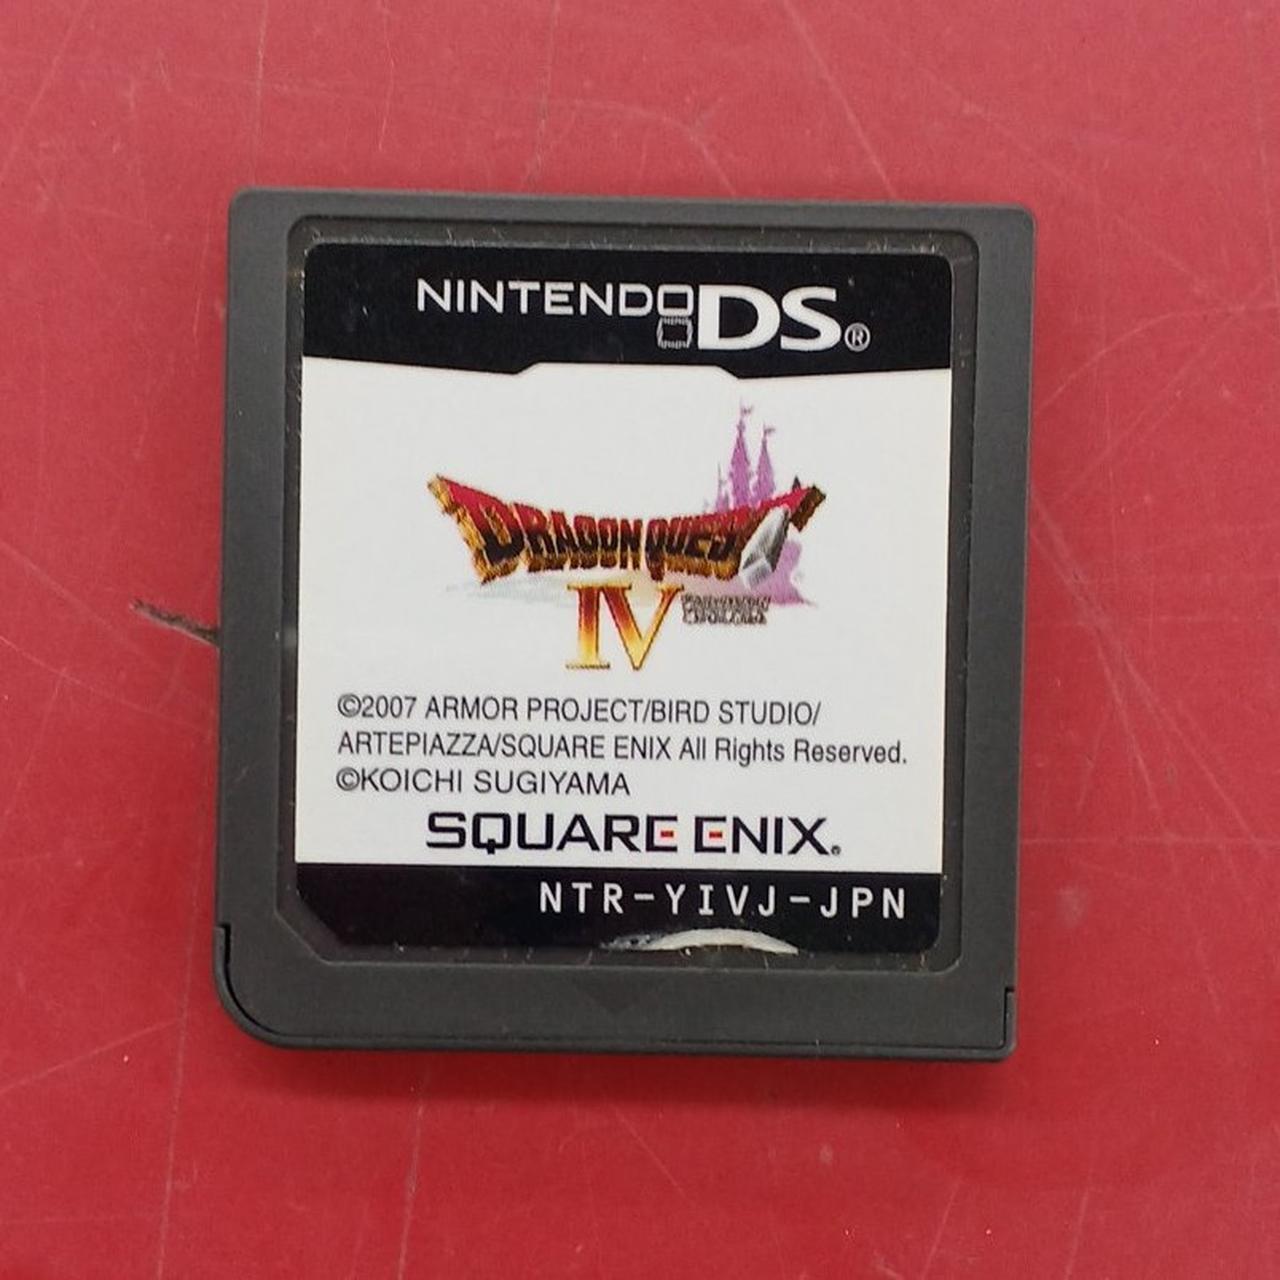 NINTENDO DS®
DRAGON QUEST
IV
©2007 ARMOR PROJECT/BIRD STUDIO/
ARTEPIAZZA/SQUARE ENIX All Rights Reserved.
©KOICHI SUGIYAMA
SQUARE ENIX.
NTR-YIVJ-JPN